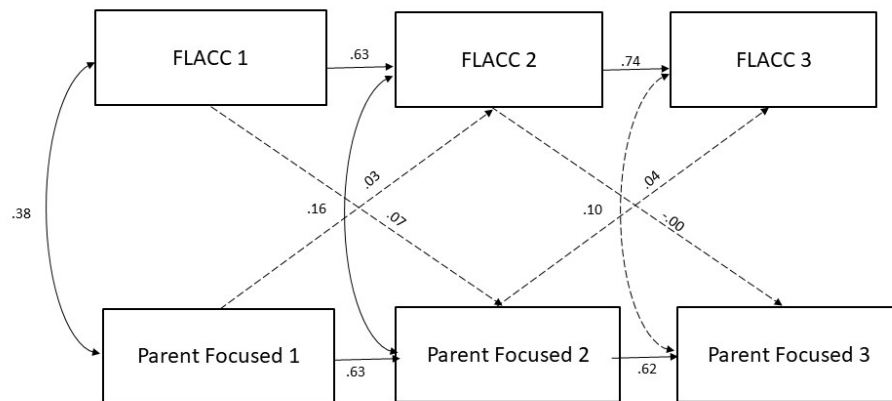 FLACC 1
.63
FLACC 2
.74
FLACC 3
.38
.16
.03
.07
.10
.04
-.00
Parent Focused 1
.63
Parent Focused 2
.62
Parent Focused 3